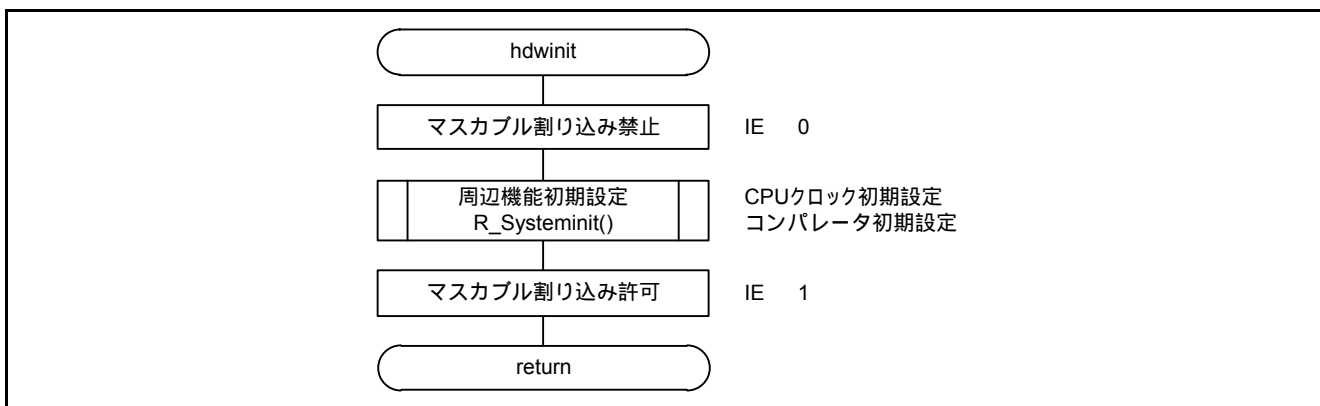 hdwinit
マスカブル割り込み禁止 IE 0
周辺機能初期設定 CPUクロック初期設定
R_Systeminit() コンパレータ初期設定
マスカブル割り込み許可 IE 1
return